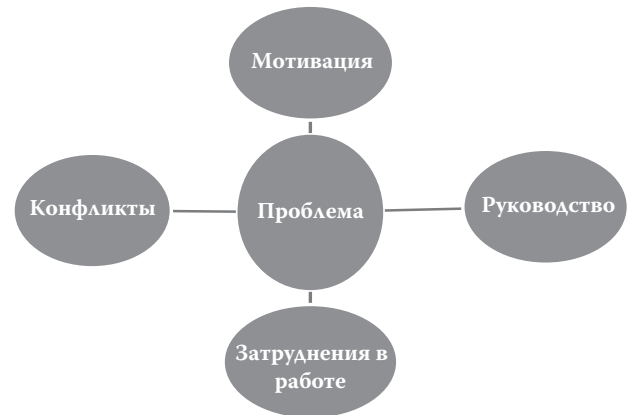 Мотивация
Конфликты
Проблема
Руководство
Затруднения в
работе